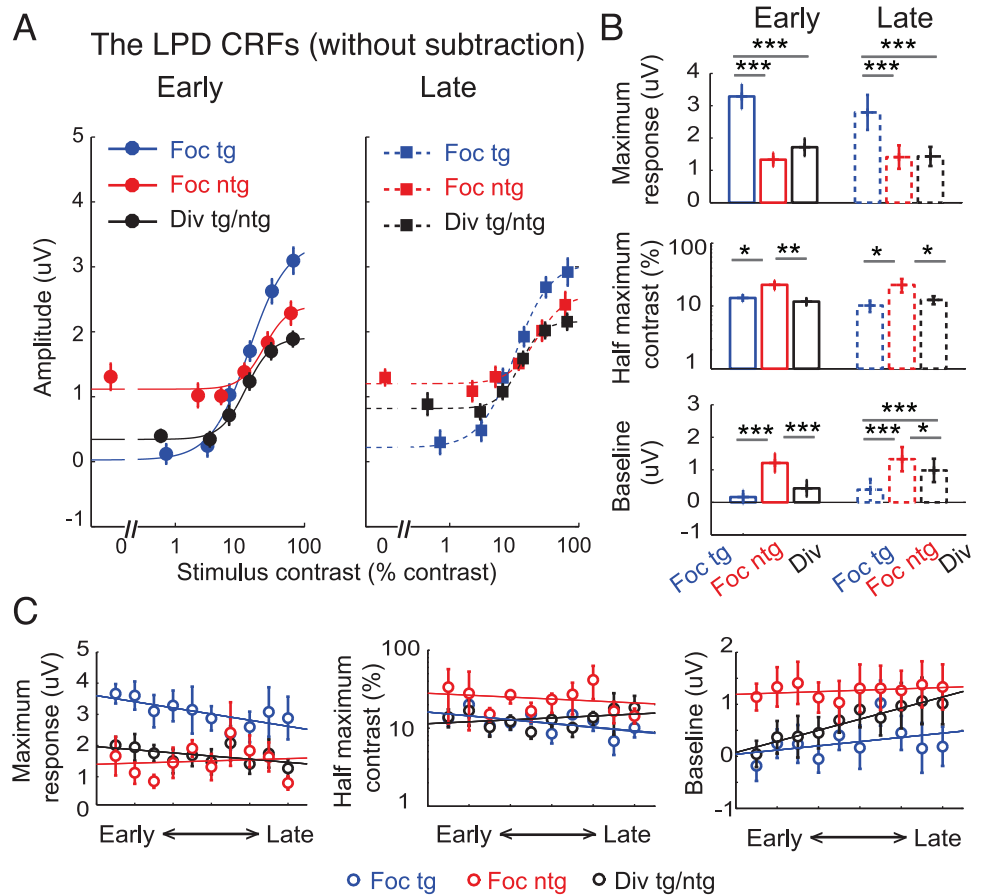 A
The LPD CRFs (without subtraction)
Early
Late
5
4
3
2
1
0
-1
Amplitude (uV)
Foc tg
Foc ntg
Div tg/ntg
Foc tg
Foc ntg
Div tg/ntg
0 1 10 100
0 1 10 100
Stimulus contrast (% contrast)
B
Early
Late
Maximum
response (uV)
4
3
2
1
0
***
***
***
***
Half maximum
contrast (%)
100
10
1
*
**
*
*
Baseline
(uV)
3
2
1
0
-1
***
***
***
***
*
Foc tg
Foc ntg
Div
Foc tg
Foc ntg
Div
C
Maximum
response (uV)
5
4
3
2
1
0
Early
Late
Half maximum
contrast (%)
100
10
1
Early
Late
Baseline (uV)
2
1
0
-1
Early
Late
Foc tg
Foc ntg
Div tg/ntg